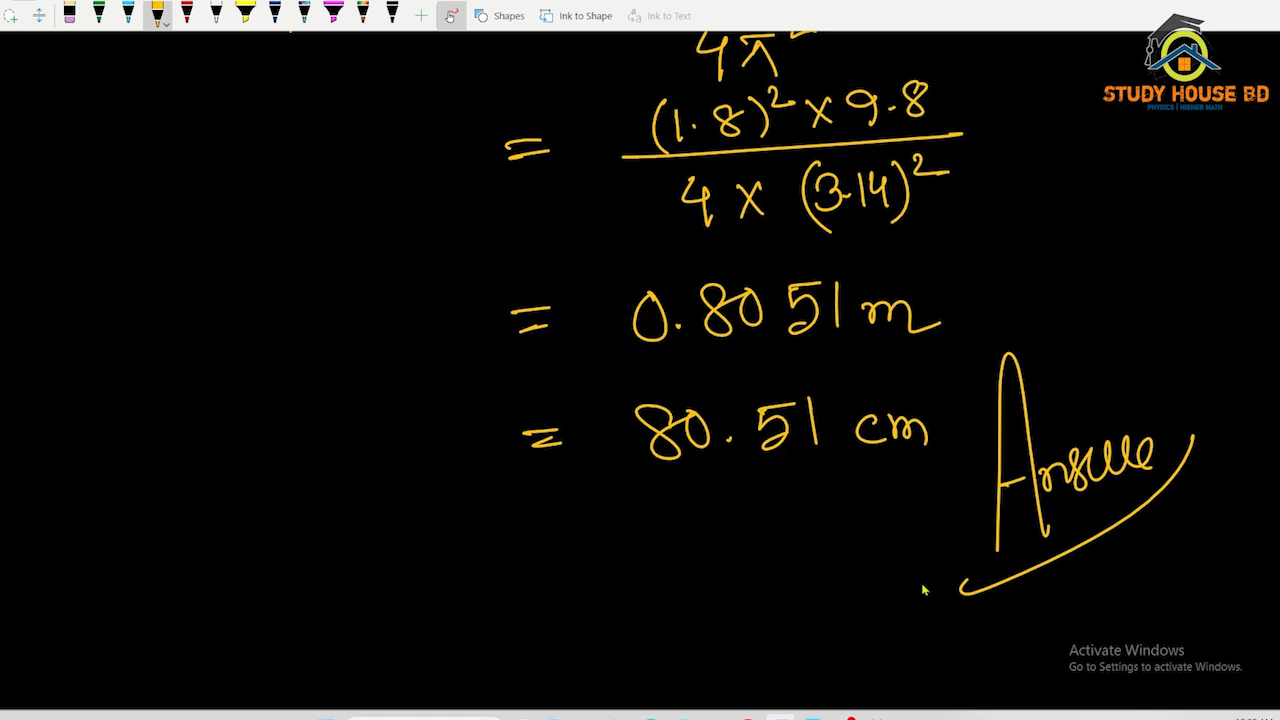 Shapes
Ink to Shape
Ink to Text
STUDY HOUSE BD
PHYSICS | HIGHER MATH
4π²
= (1.8)² × 9.8
4 × (3.14)²
= 0.8051 m
= 80.51 cm
Activate Windows
Go to Settings to activate Windows.